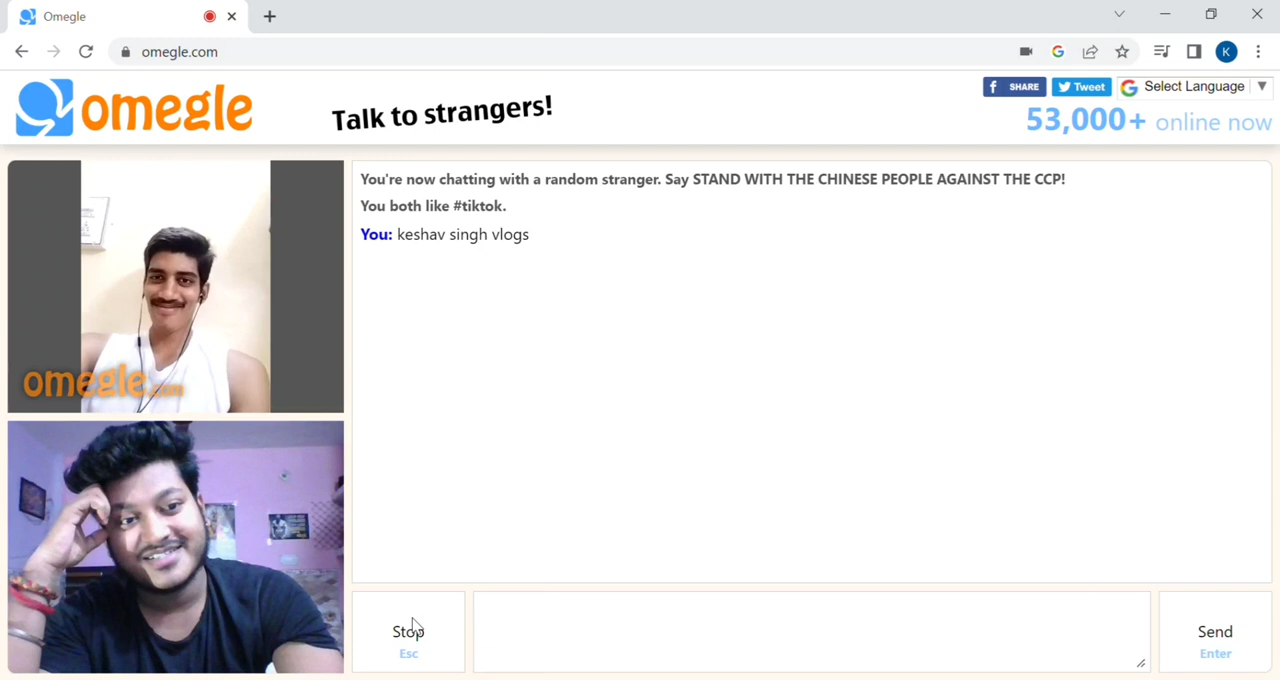 Omegle
omegle.com
K
omegle
Talk to strangers!
SHARE
Tweet
Select Language
53,000+ online now
You're now chatting with a random stranger. Say STAND WITH THE CHINESE PEOPLE AGAINST THE CCP!
You both like #tiktok.
You: keshav singh vlogs
omegle.com
Stop
Esc
Send
Enter